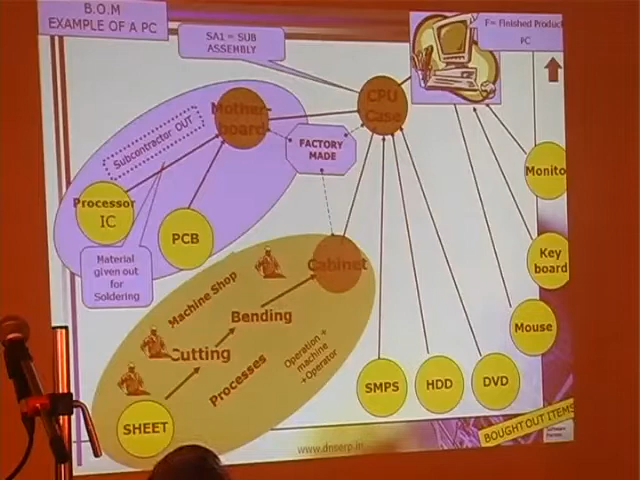 B.O.M
EXAMPLE OF A PC
SA1 = SUB
ASSEMBLY
F= Finished Produc
PC
Mother-
board
CPU
Case
Subcontractor OUT
FACTORY
MADE
Monito
Processor
IC
PCB
Material
given out
for
Soldering
Cabinet
Key
board
Machine Shop
Bending
Mouse
Cutting
Processes
Operation +
machine
+Operator
SHEET
SMPS
HDD
DVD
BOUGHT OUT ITEMS
www.dnserp.in